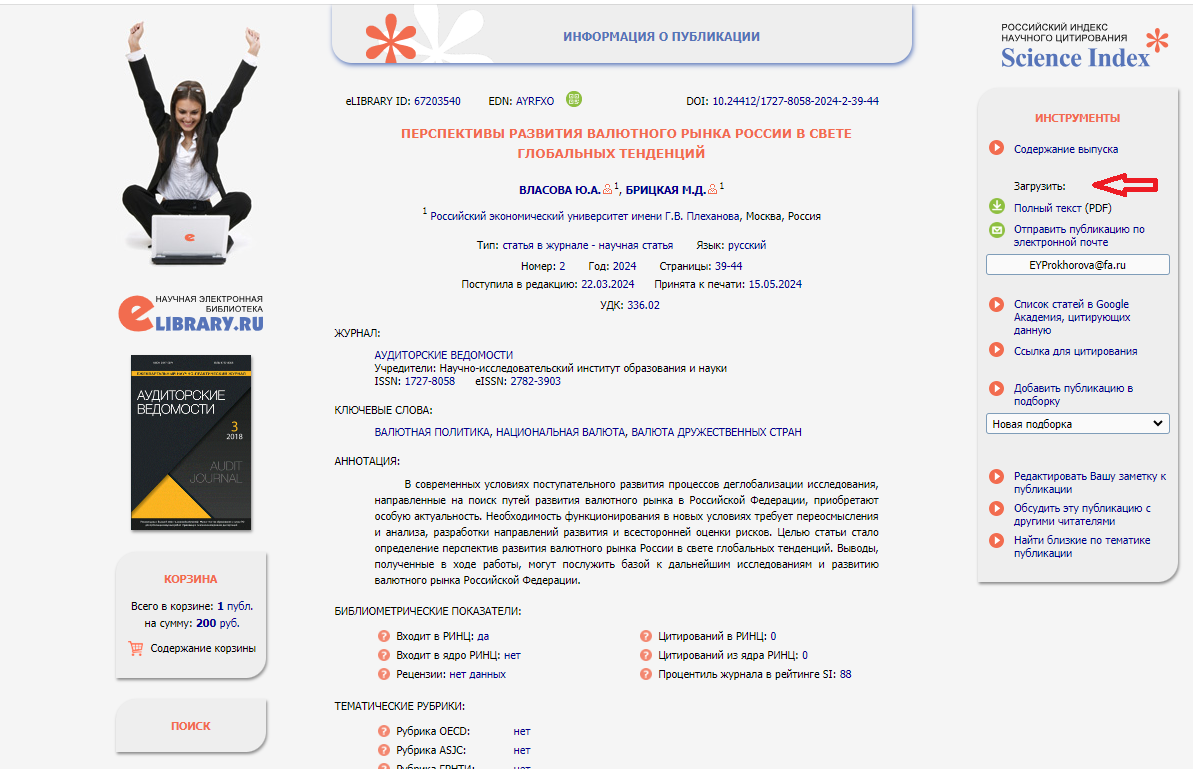 ИНФОРМАЦИЯ О ПУБЛИКАЦИИ
eLIBRARY ID: 67203540 EDN: AYRFXO DOI: 10.24412/1727-8058-2024-2-39-44
ПЕРСПЕКТИВЫ РАЗВИТИЯ ВАЛЮТНОГО РЫНКА РОССИИ В СВЕТЕ
ГЛОБАЛЬНЫХ ТЕНДЕНЦИЙ
ВЛАСОВА Ю.А. 1, БРИЦКАЯ М.Д. 1
1 Российский экономический университет имени Г.В. Плеханова, Москва, Россия
Тип: статья в журнале - научная статья Язык: русский
Номер: 2 Год: 2024 Страницы: 39-44
Поступила в редакцию: 22.03.2024 Принята к печати: 15.05.2024
УДК: 336.02
ЖУРНАЛ:
АУДИТОРСКИЕ ВЕДОМОСТИ
Учредители: Научно-исследовательский институт образования и науки
ISSN: 1727-8058 eISSN: 2782-3903
КЛЮЧЕВЫЕ СЛОВА:
ВАЛЮТНАЯ ПОЛИТИКА, НАЦИОНАЛЬНАЯ ВАЛЮТА, ВАЛЮТА ДРУЖЕСТВЕННЫХ СТРАН
АННОТАЦИЯ:
В современных условиях поступательного развития процессов деглобализации исследования,
направленные на поиск путей развития валютного рынка в Российской Федерации, приобретают
особую актуальность. Необходимость функционирования в новых условиях требует переосмысления
и анализа, разработки направлений развития и всесторонней оценки рисков. Целью статьи стало
определение перспектив развития валютного рынка России в свете глобальных тенденций. Выводы,
полученные в ходе работы, могут послужить базой к дальнейшим исследованиям и развитию
валютного рынка Российской Федерации.
БИБЛИОМЕТРИЧЕСКИЕ ПОКАЗАТЕЛИ:
Входит в РИНЦ: да Цитирований в РИНЦ: 0
Входит в ядро РИНЦ: нет Цитирований из ядра РИНЦ: 0
Рецензии: нет данных Процентиль журнала в рейтинге SI: 88
ТЕМАТИЧЕСКИЕ РУБРИКИ:
Рубрика OECD: нет
Рубрика ASJC: нет
Рубрика ГРНТИ: нет
НАУЧНАЯ ЭЛЕКТРОННАЯ
БИБЛИОТЕКА
eLIBRARY.RU
АУДИТОРСКИЕ
ВЕДОМОСТИ
3
2018
AUDIT
JOURNAL
КОРЗИНА
Всего в корзине: 1 публ.
на сумму: 200 руб.
Содержание корзины
ПОИСК
РОССИЙСКИЙ ИНДЕКС
НАУЧНОГО ЦИТИРОВАНИЯ
Science Index
ИНСТРУМЕНТЫ
Содержание выпуска
Загрузить:
Полный текст (PDF)
Отправить публикацию по
электронной почте
EYProkhorova@fa.ru
Список статей в Google
Академия, цитирующих
данную
Ссылка для цитирования
Добавить публикацию в
подборку
Новая подборка
Редактировать Вашу заметку к
публикации
Обсудить эту публикацию с
другими читателями
Найти близкие по тематике
публикации